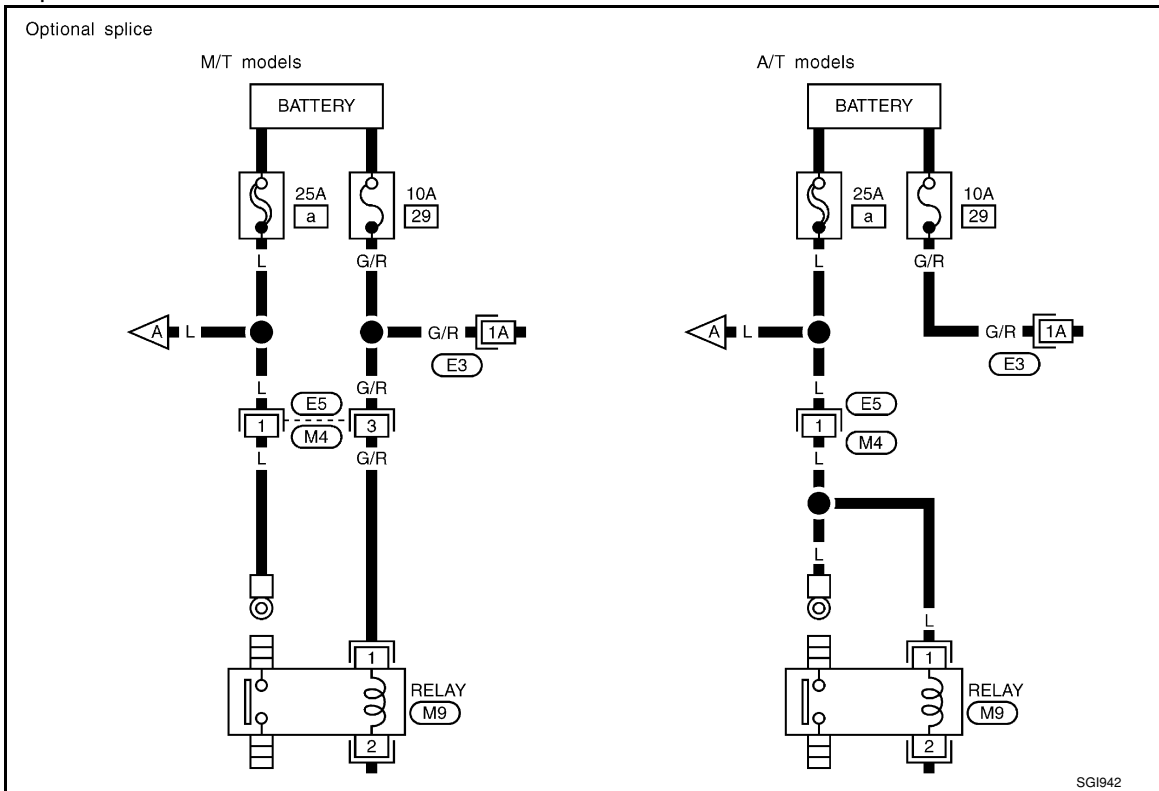 Optional splice
M/T models
BATTERY
25A
a
10A
29
L
G/R
A
L
G/R
1A
E3
L
G/R
E5
1
3
M4
L
G/R
1
RELAY
M9
2
A/T models
BATTERY
25A
a
10A
29
L
G/R
A
L
G/R
1A
E3
L
E5
1
M4
L
L
L
1
RELAY
M9
2
SGI942